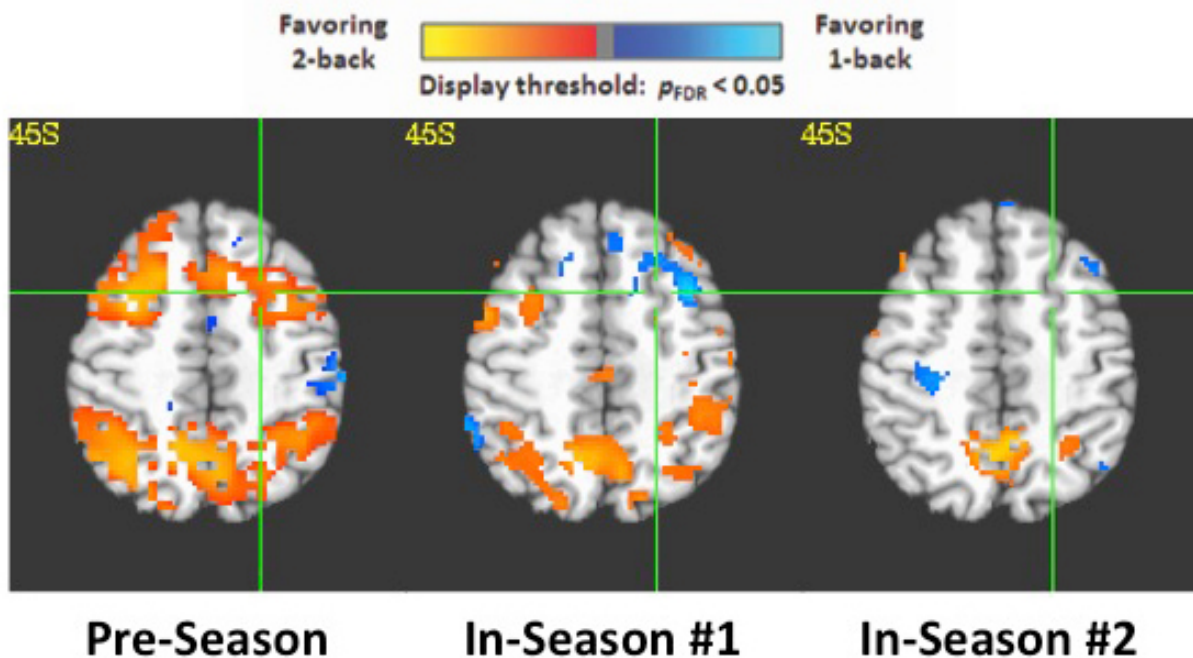 Favoring
2-back
Favoring
1-back
Display threshold: pFDR < 0.05
45S
45S
45S
Pre-Season
In-Season #1
In-Season #2